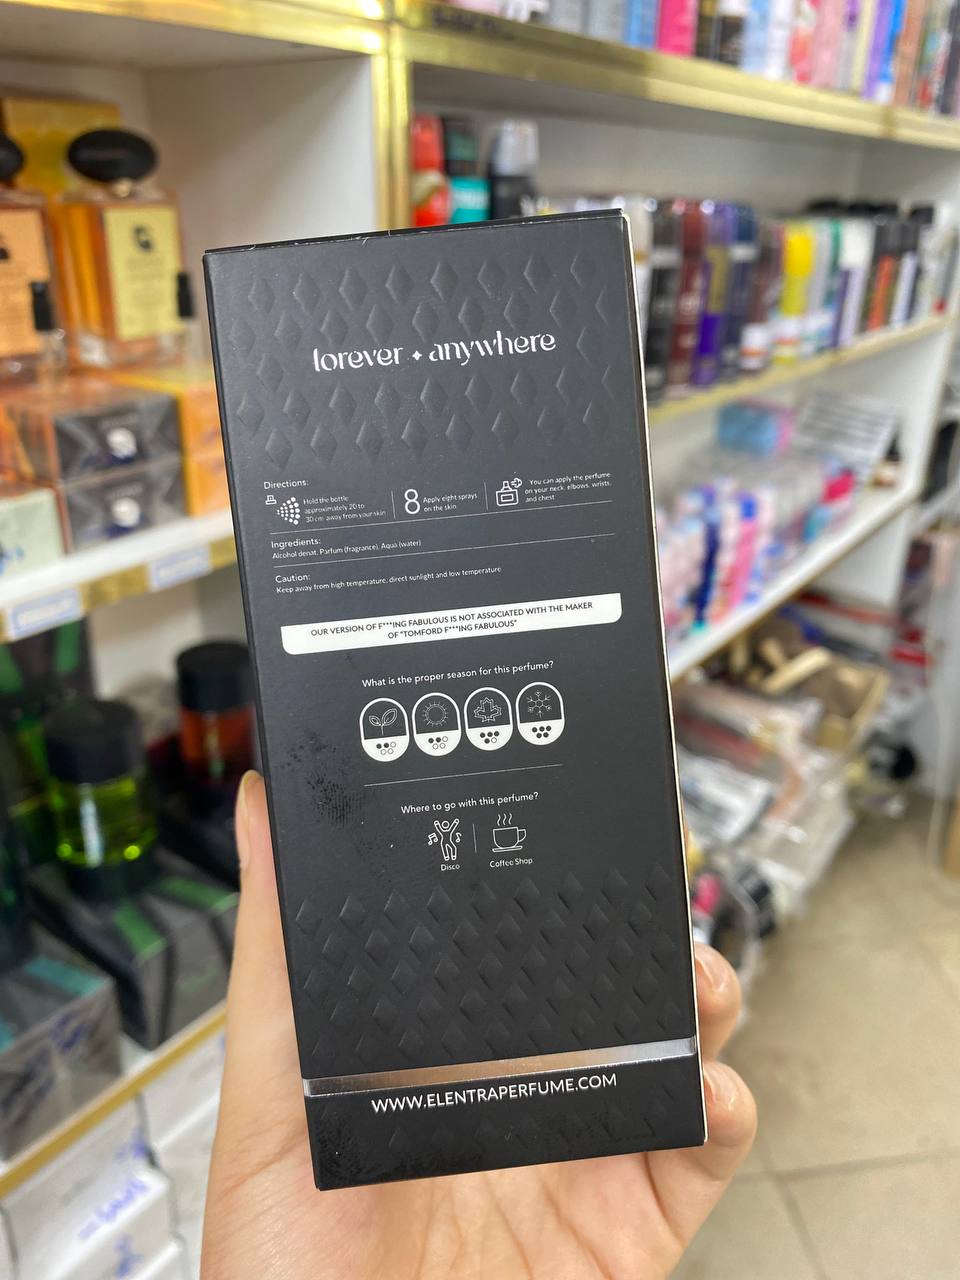 forever ✦ anywhere
Directions:
Hold the bottle
approximately 20 to
30 cm away from your skin
8
Apply eight sprays
on the skin
You can apply the perfume
on your neck, elbows, wrists,
and chest
Ingredients:
Alcohol denat, Parfum (fragrance), Aqua (water)
Caution:
Keep away from high temperature, direct sunlight and low temperature
OUR VERSION OF F***ING FABULOUS IS NOT ASSOCIATED WITH THE MAKER
OF "TOMFORD F***ING FABULOUS"
What is the proper season for this perfume?
Where to go with this perfume?
Disco
Coffee Shop
WWW.ELENTRAPERFUME.COM